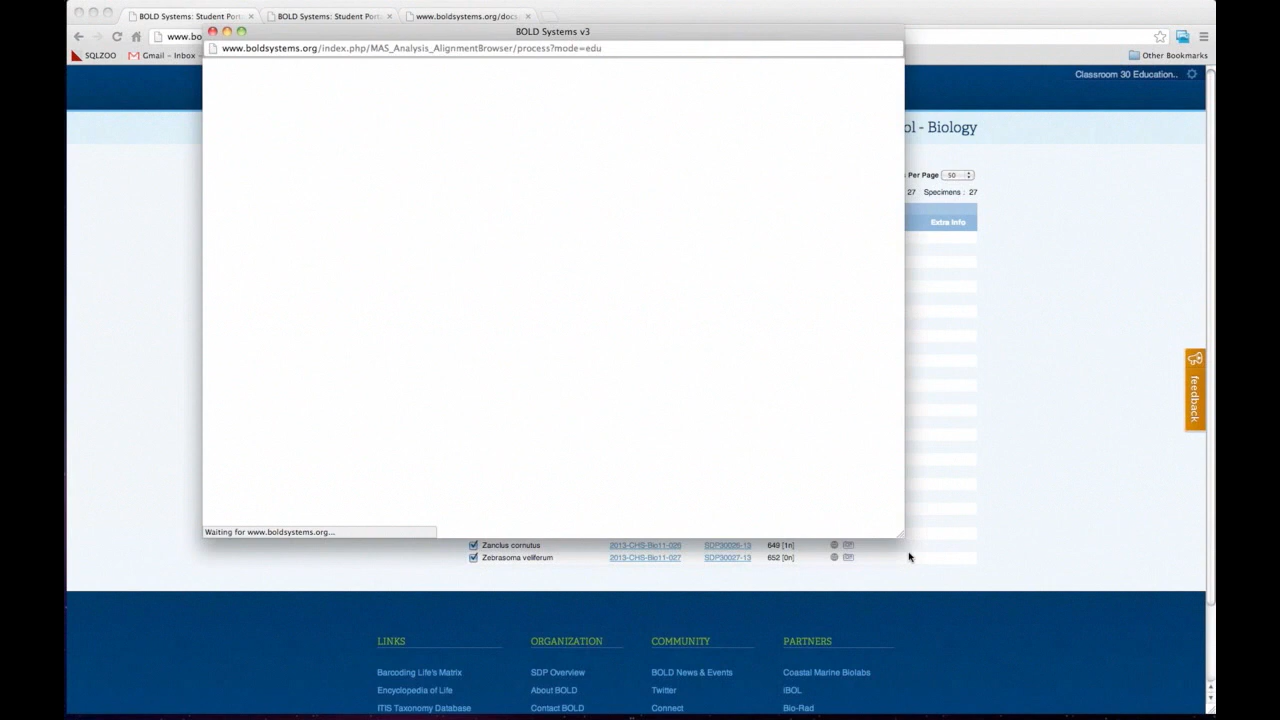 BOLD Systems: Student Port
BOLD Systems: Student Port
www.boldsystems.org/docs
www.bo
SQLZOO
Gmail - Inbox
Other Bookmarks
BOLD Systems v3
www.boldsystems.org/index.php/MAS_Analysis_AlignmentBrowser/process?mode=edu
Classroom 30 Education..
ol - Biology
s Per Page 50
27 Specimens : 27
Extra Info
feedback
Waiting for www.boldsystems.org...
Zanclus cornutus 2013-CHS-Bio11-026 SDP30026-13 649 [1n]
Zebrasoma veliferum 2013-CHS-Bio11-027 SDP30027-13 652 [0n]
LINKS ORGANIZATION COMMUNITY PARTNERS
Barcoding Life's Matrix SDP Overview BOLD News & Events Coastal Marine Biolabs
Encyclopedia of Life About BOLD Twitter iBOL
ITIS Taxonomy Database Contact BOLD Connect Bio-Rad